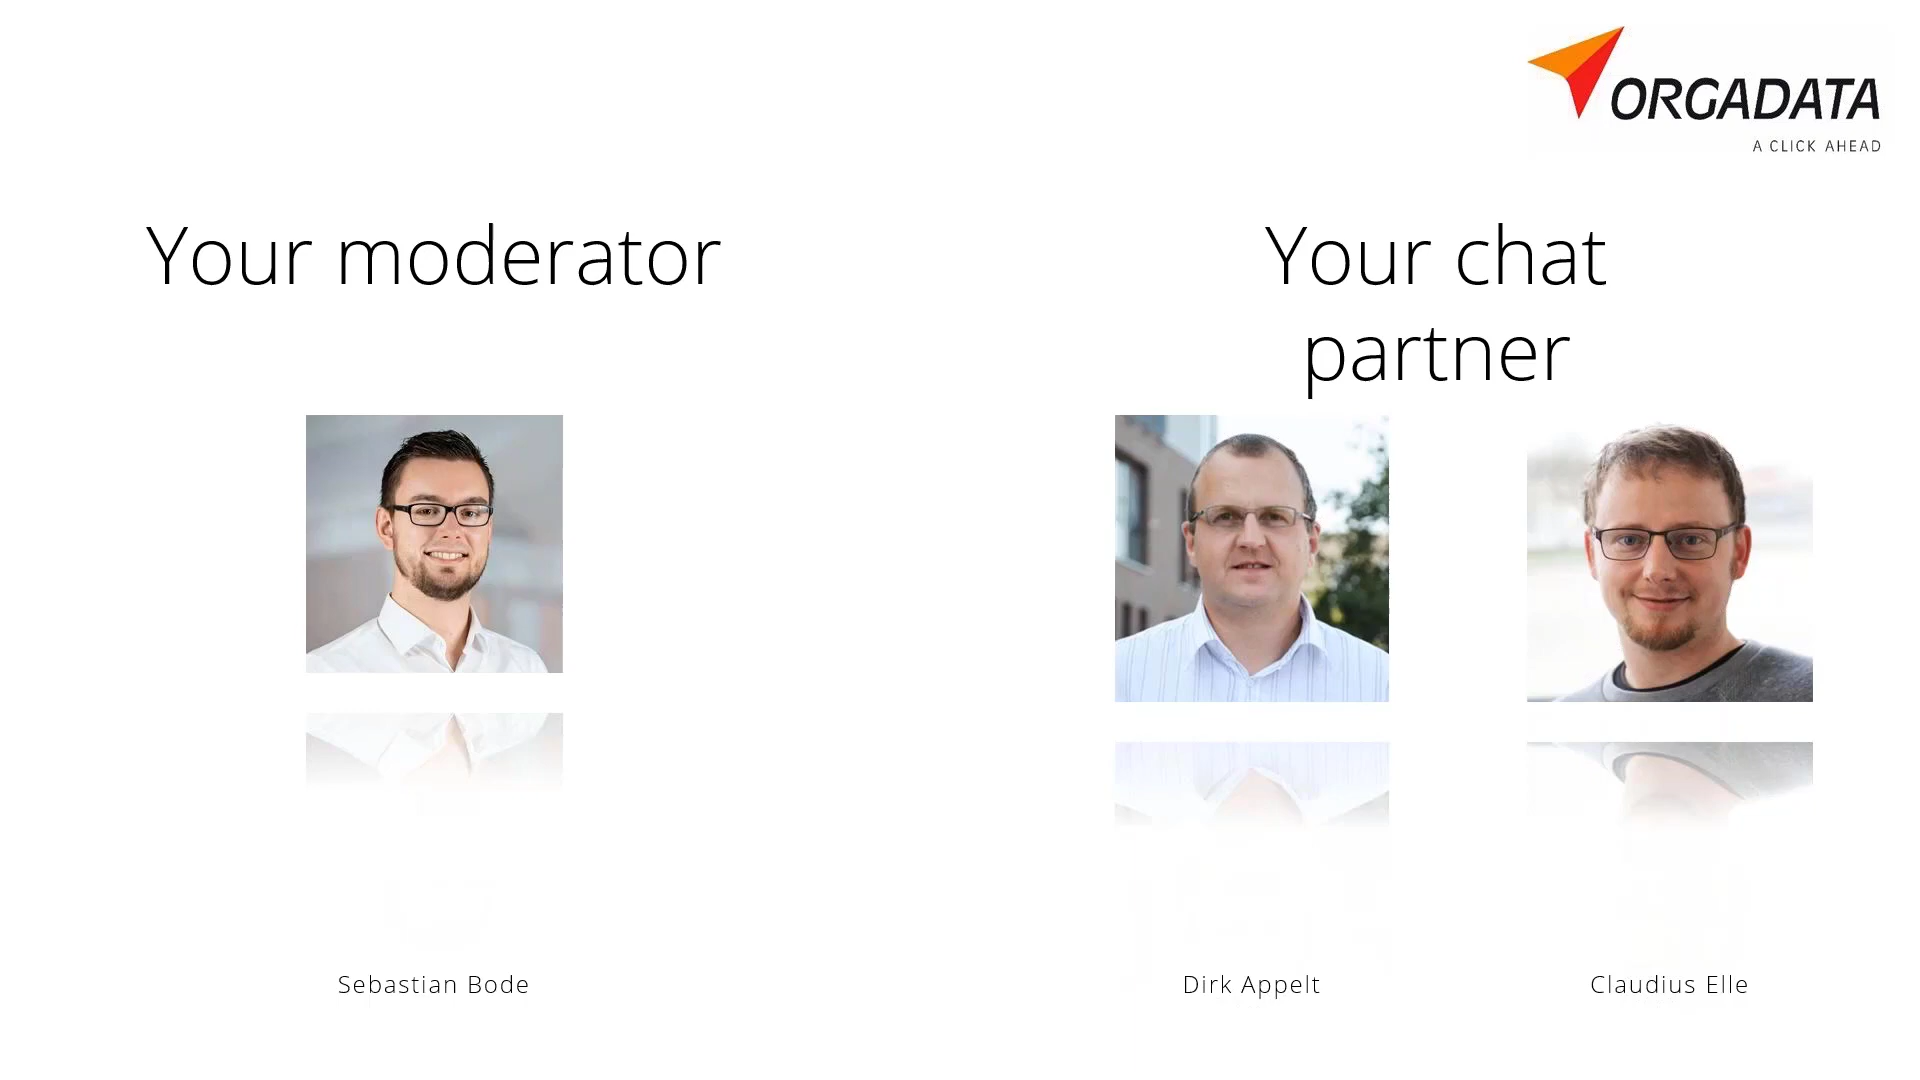 ORGADATA
A CLICK AHEAD
Your moderator
Your chat
partner
Sebastian Bode
Dirk Appelt
Claudius Elle